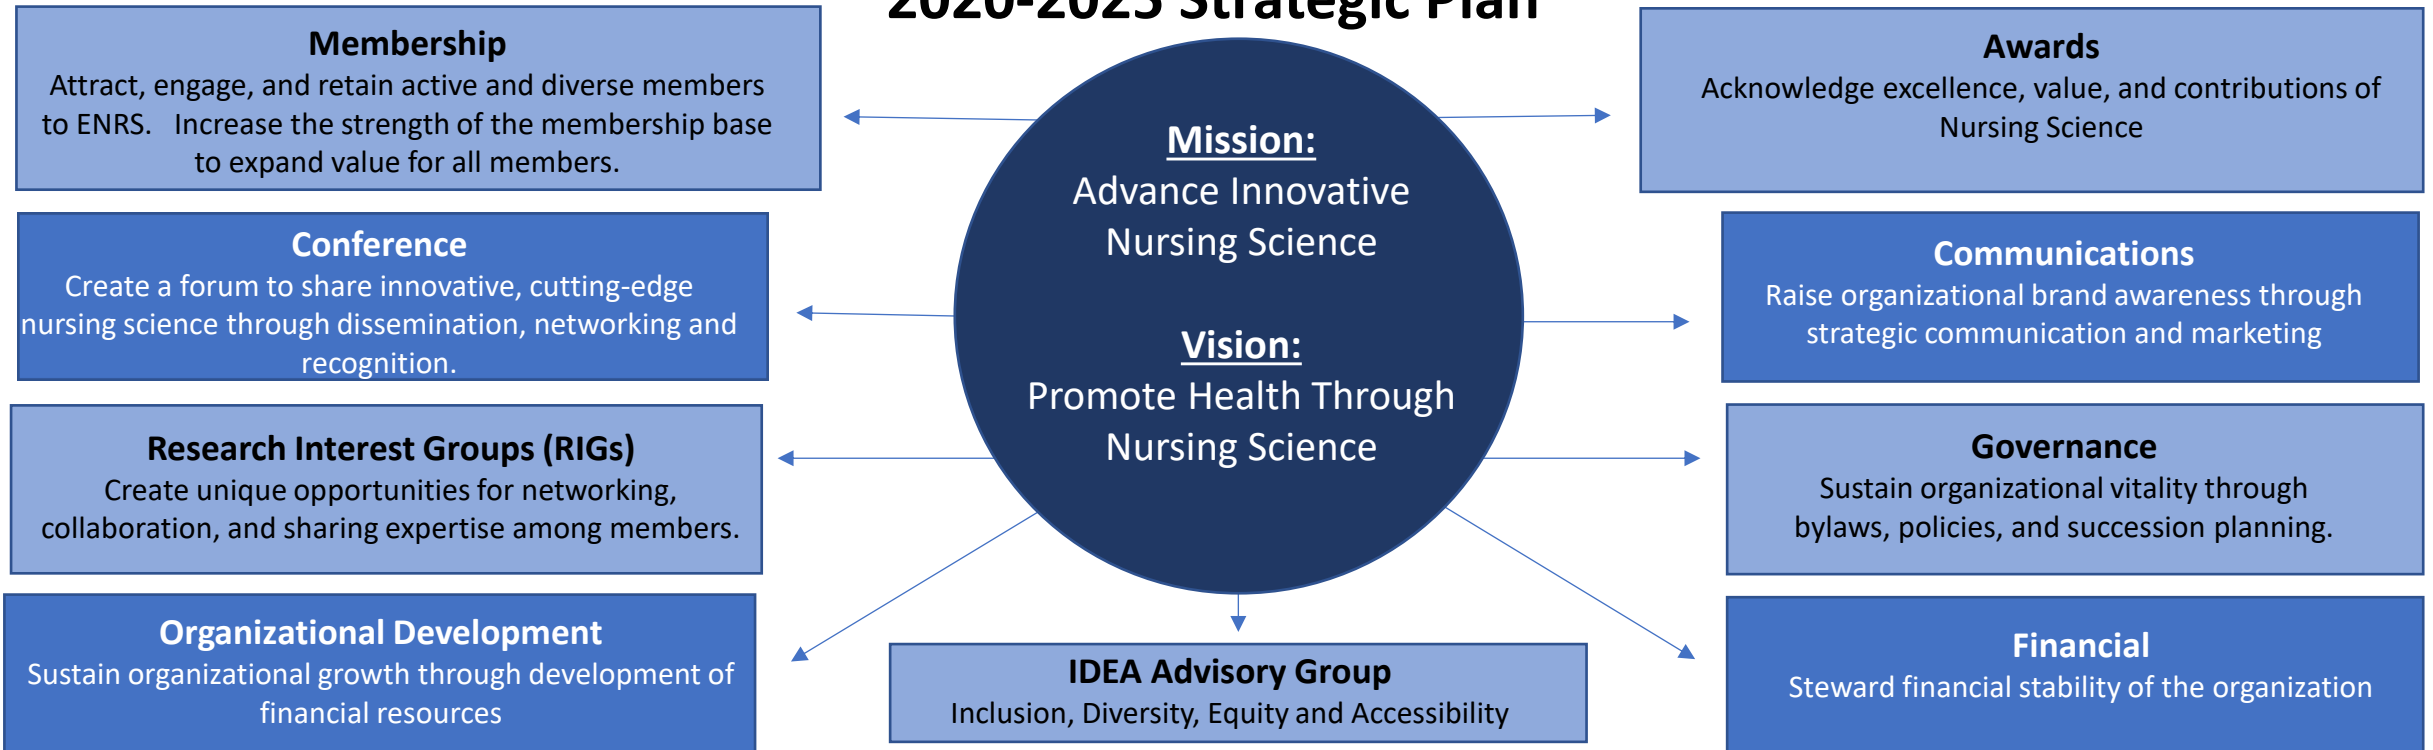 2020-2025 Strategic Plan
Membership
Attract, engage, and retain active and diverse members
to ENRS. Increase the strength of the membership base
to expand value for all members.
Conference
Create a forum to share innovative, cutting-edge
nursing science through dissemination, networking and
recognition.
Research Interest Groups (RIGs)
Create unique opportunities for networking,
collaboration, and sharing expertise among members.
Organizational Development
Sustain organizational growth through development of
financial resources
Mission:
Advance Innovative
Nursing Science
Vision:
Promote Health Through
Nursing Science
IDEA Advisory Group
Inclusion, Diversity, Equity and Accessibility
Awards
Acknowledge excellence, value, and contributions of
Nursing Science
Communications
Raise organizational brand awareness through
strategic communication and marketing
Governance
Sustain organizational vitality through
bylaws, policies, and succession planning.
Financial
Steward financial stability of the organization